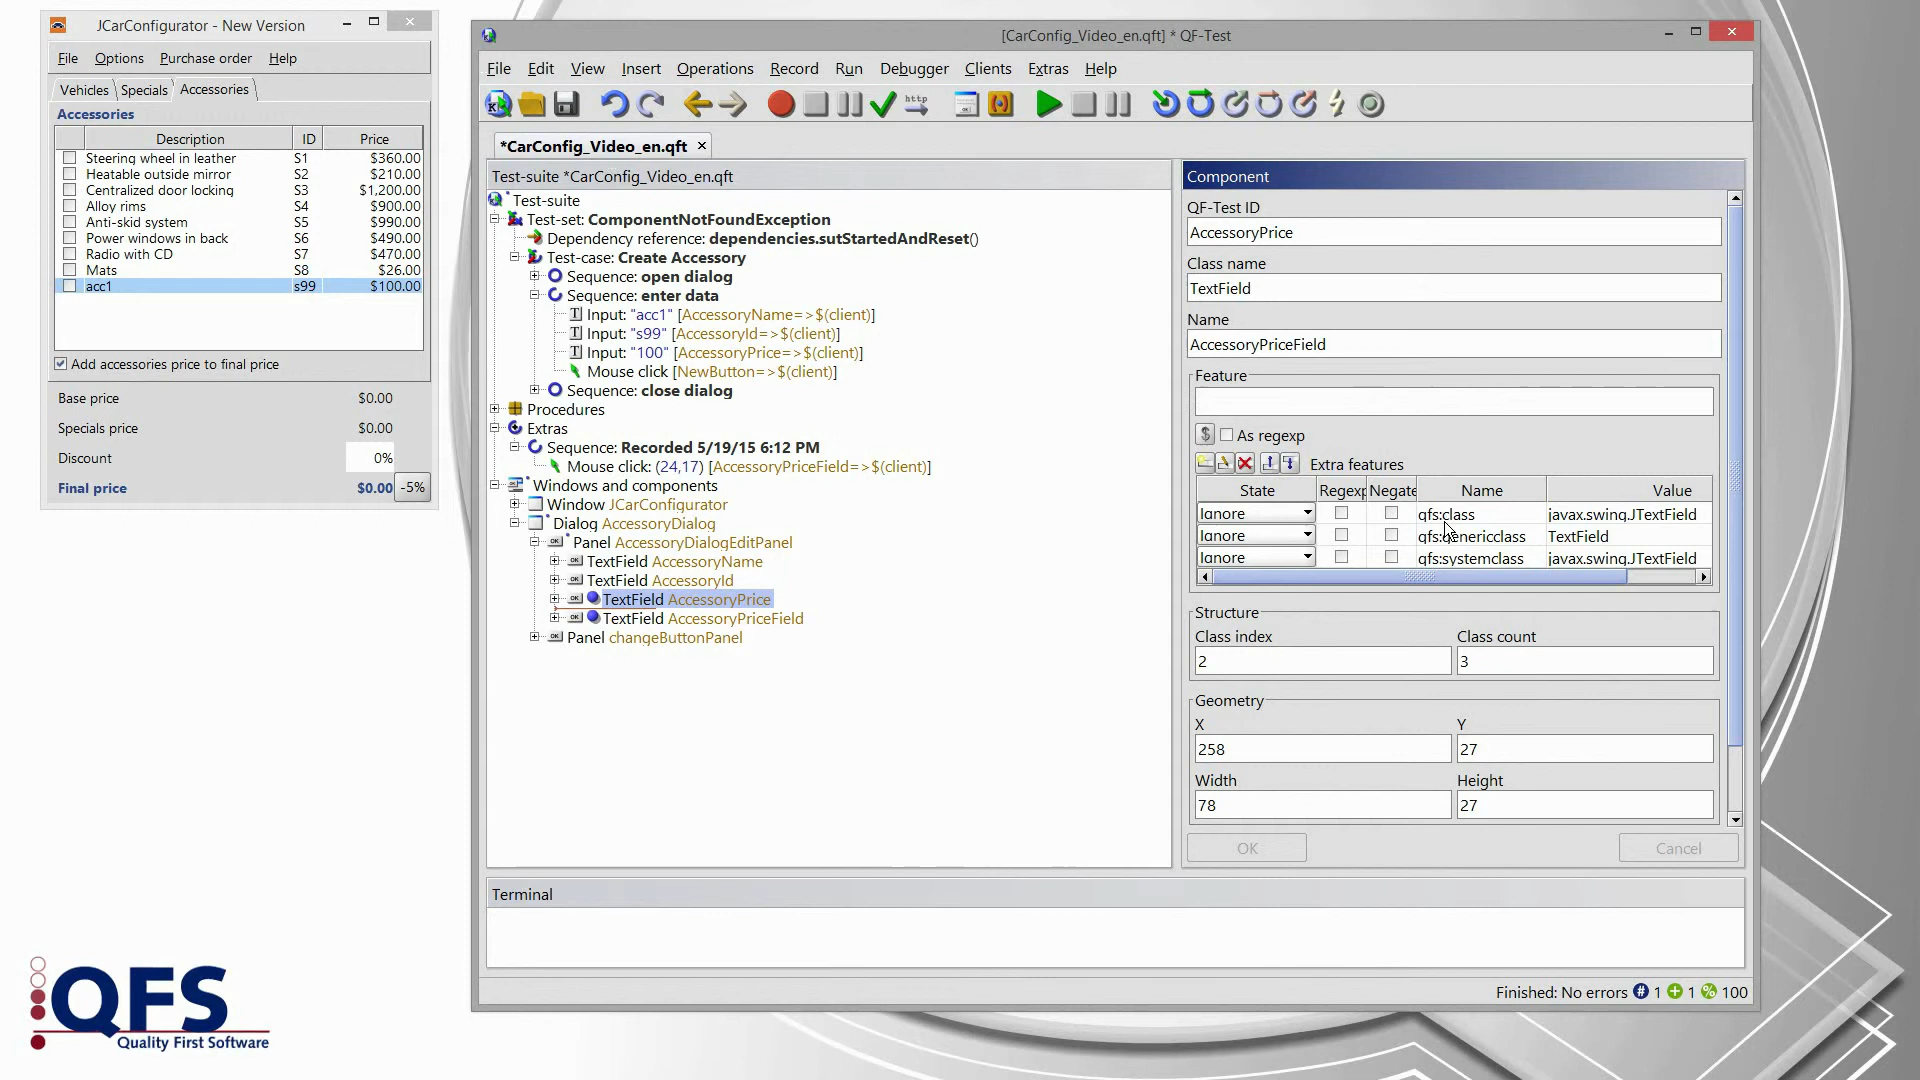 JCarConfigurator - New Version
File Options Purchase order Help
Vehicles Specials Accessories
Accessories
Description ID Price
Steering wheel in leather S1 $360.00
Heatable outside mirror S2 $210.00
Centralized door locking S3 $1,200.00
Alloy rims S4 $900.00
Anti-skid system S5 $990.00
Power windows in back S6 $490.00
Radio with CD S7 $470.00
Mats S8 $26.00
acc1 s99 $100.00
Add accessories price to final price
Base price $0.00
Specials price $0.00
Discount 0%
Final price $0.00 -5%
QFS
Quality First Software
[CarConfig_Video_en.qft] * QF-Test
File Edit View Insert Operations Record Run Debugger Clients Extras Help
http
*CarConfig_Video_en.qft
Test-suite *CarConfig_Video_en.qft
Test-suite
Test-set: ComponentNotFoundException
Dependency reference: dependencies.sutStartedAndReset()
Test-case: Create Accessory
Sequence: open dialog
Sequence: enter data
Input: "acc1" [AccessoryName=>$(client)]
Input: "s99" [AccessoryId=>$(client)]
Input: "100" [AccessoryPrice=>$(client)]
Mouse click [NewButton=>$(client)]
Sequence: close dialog
Procedures
Extras
Sequence: Recorded 5/19/15 6:12 PM
Mouse click: (24,17) [AccessoryPriceField=>$(client)]
Windows and components
Window JCarConfigurator
Dialog AccessoryDialog
Panel AccessoryDialogEditPanel
TextField AccessoryName
TextField AccessoryId
TextField AccessoryPrice
TextField AccessoryPriceField
Panel changeButtonPanel
Component
QF-Test ID
AccessoryPrice
Class name
TextField
Name
AccessoryPriceField
Feature
$ As regexp
Extra features
State Regexp Negate Name Value
Ignore qfs:class javax.swing.JTextField
Ignore qfs:genericclass TextField
Ignore qfs:systemclass javax.swing.JTextField
Structure
Class index Class count
2 3
Geometry
X Y
258 27
Width Height
78 27
OK Cancel
Terminal
Finished: No errors # 1 + 1 % 100